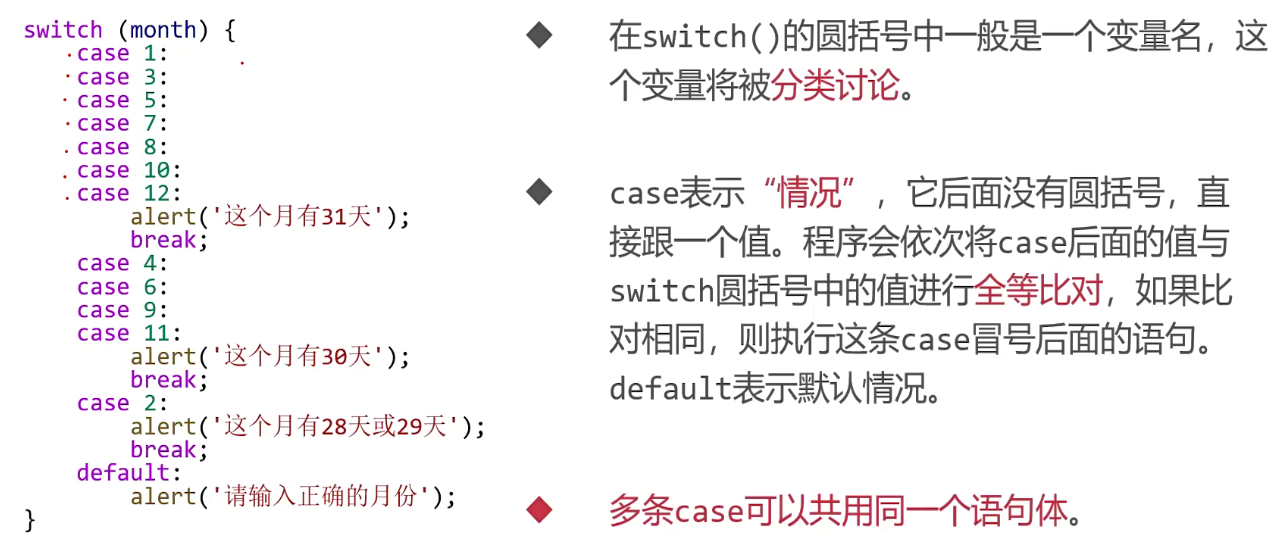 switch (month) {
case 1:
case 3:
case 5:
case 7:
case 8:
case 10:
case 12:
alert('这个月有31天');
break;
case 4:
case 6:
case 9:
case 11:
alert('这个月有30天');
break;
case 2:
alert('这个月有28天或29天');
break;
default:
alert('请输入正确的月份');
}
在switch()的圆括号中一般是一个变量名，这
个变量将被分类讨论。
case表示“情况”，它后面没有圆括号，直
接跟一个值。程序会依次将case后面的值与
switch圆括号中的值进行全等比对，如果比
对相同，则执行这条case冒号后面的语句。
default表示默认情况。
多条case可以共用同一个语句体。